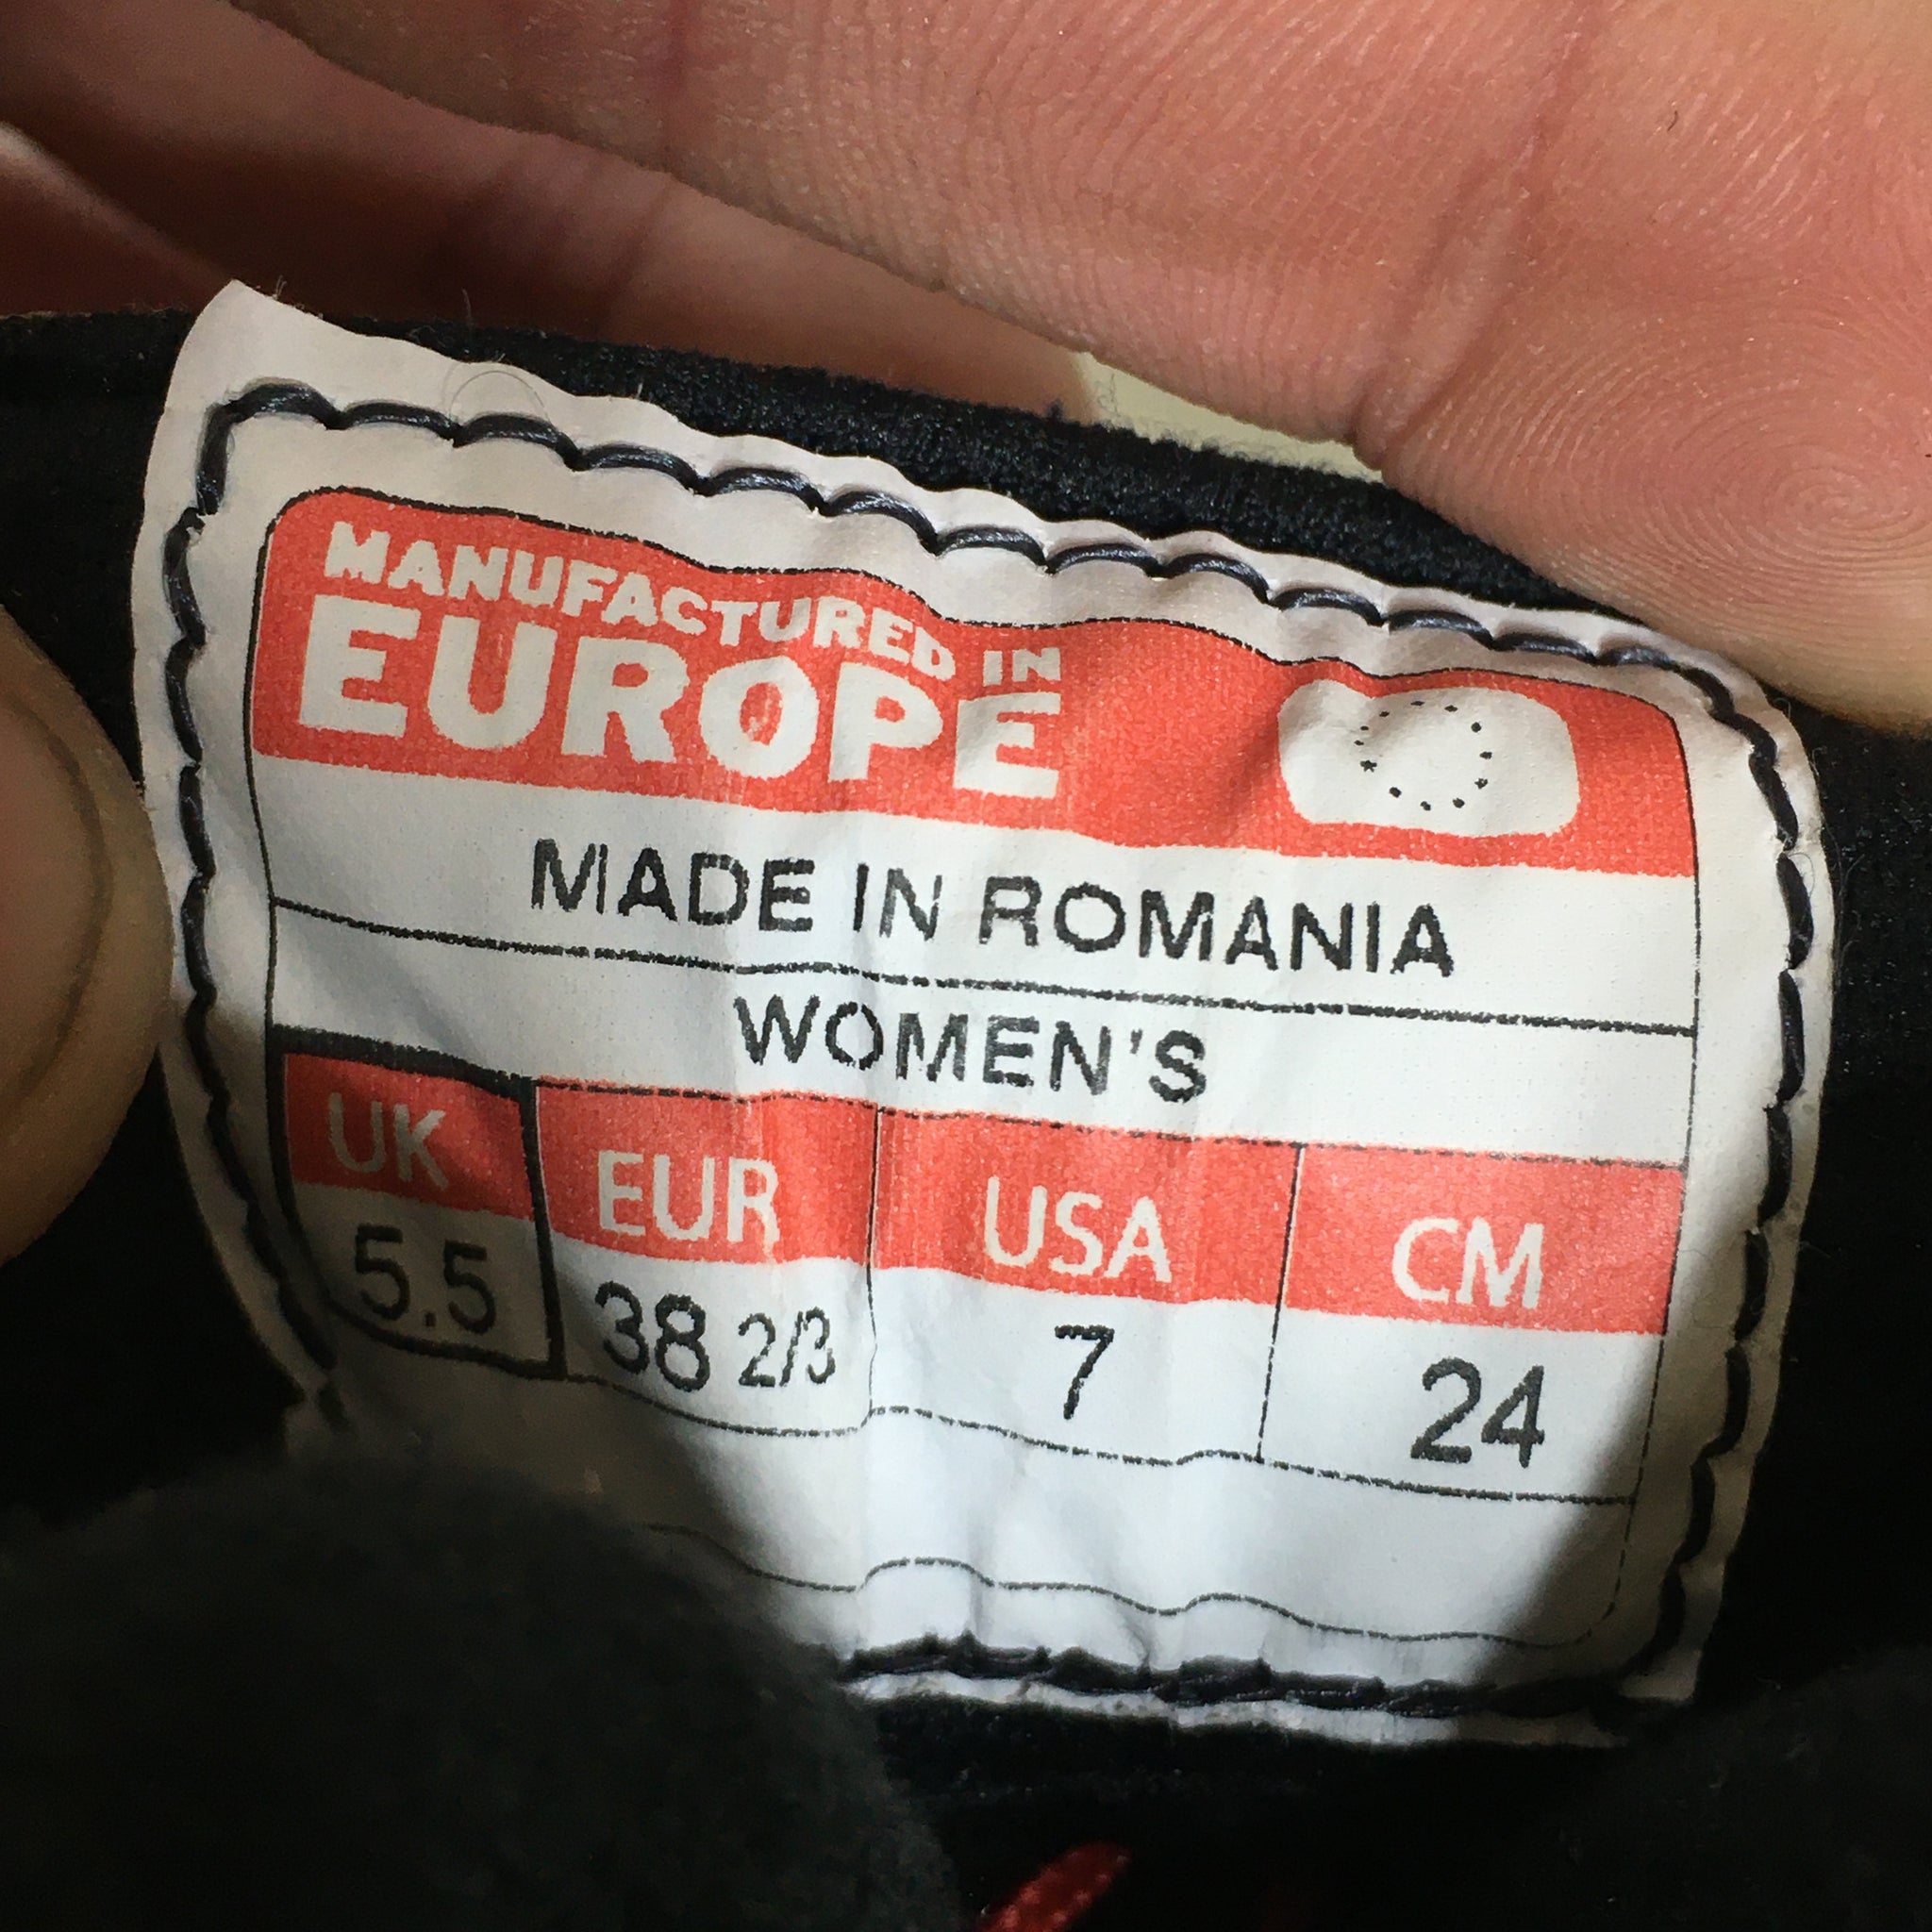 MANUFACTURED IN
EUROPE
MADE IN ROMANIA
WOMEN'S
UK EUR USA CM
5.5 38 2/3 7 24